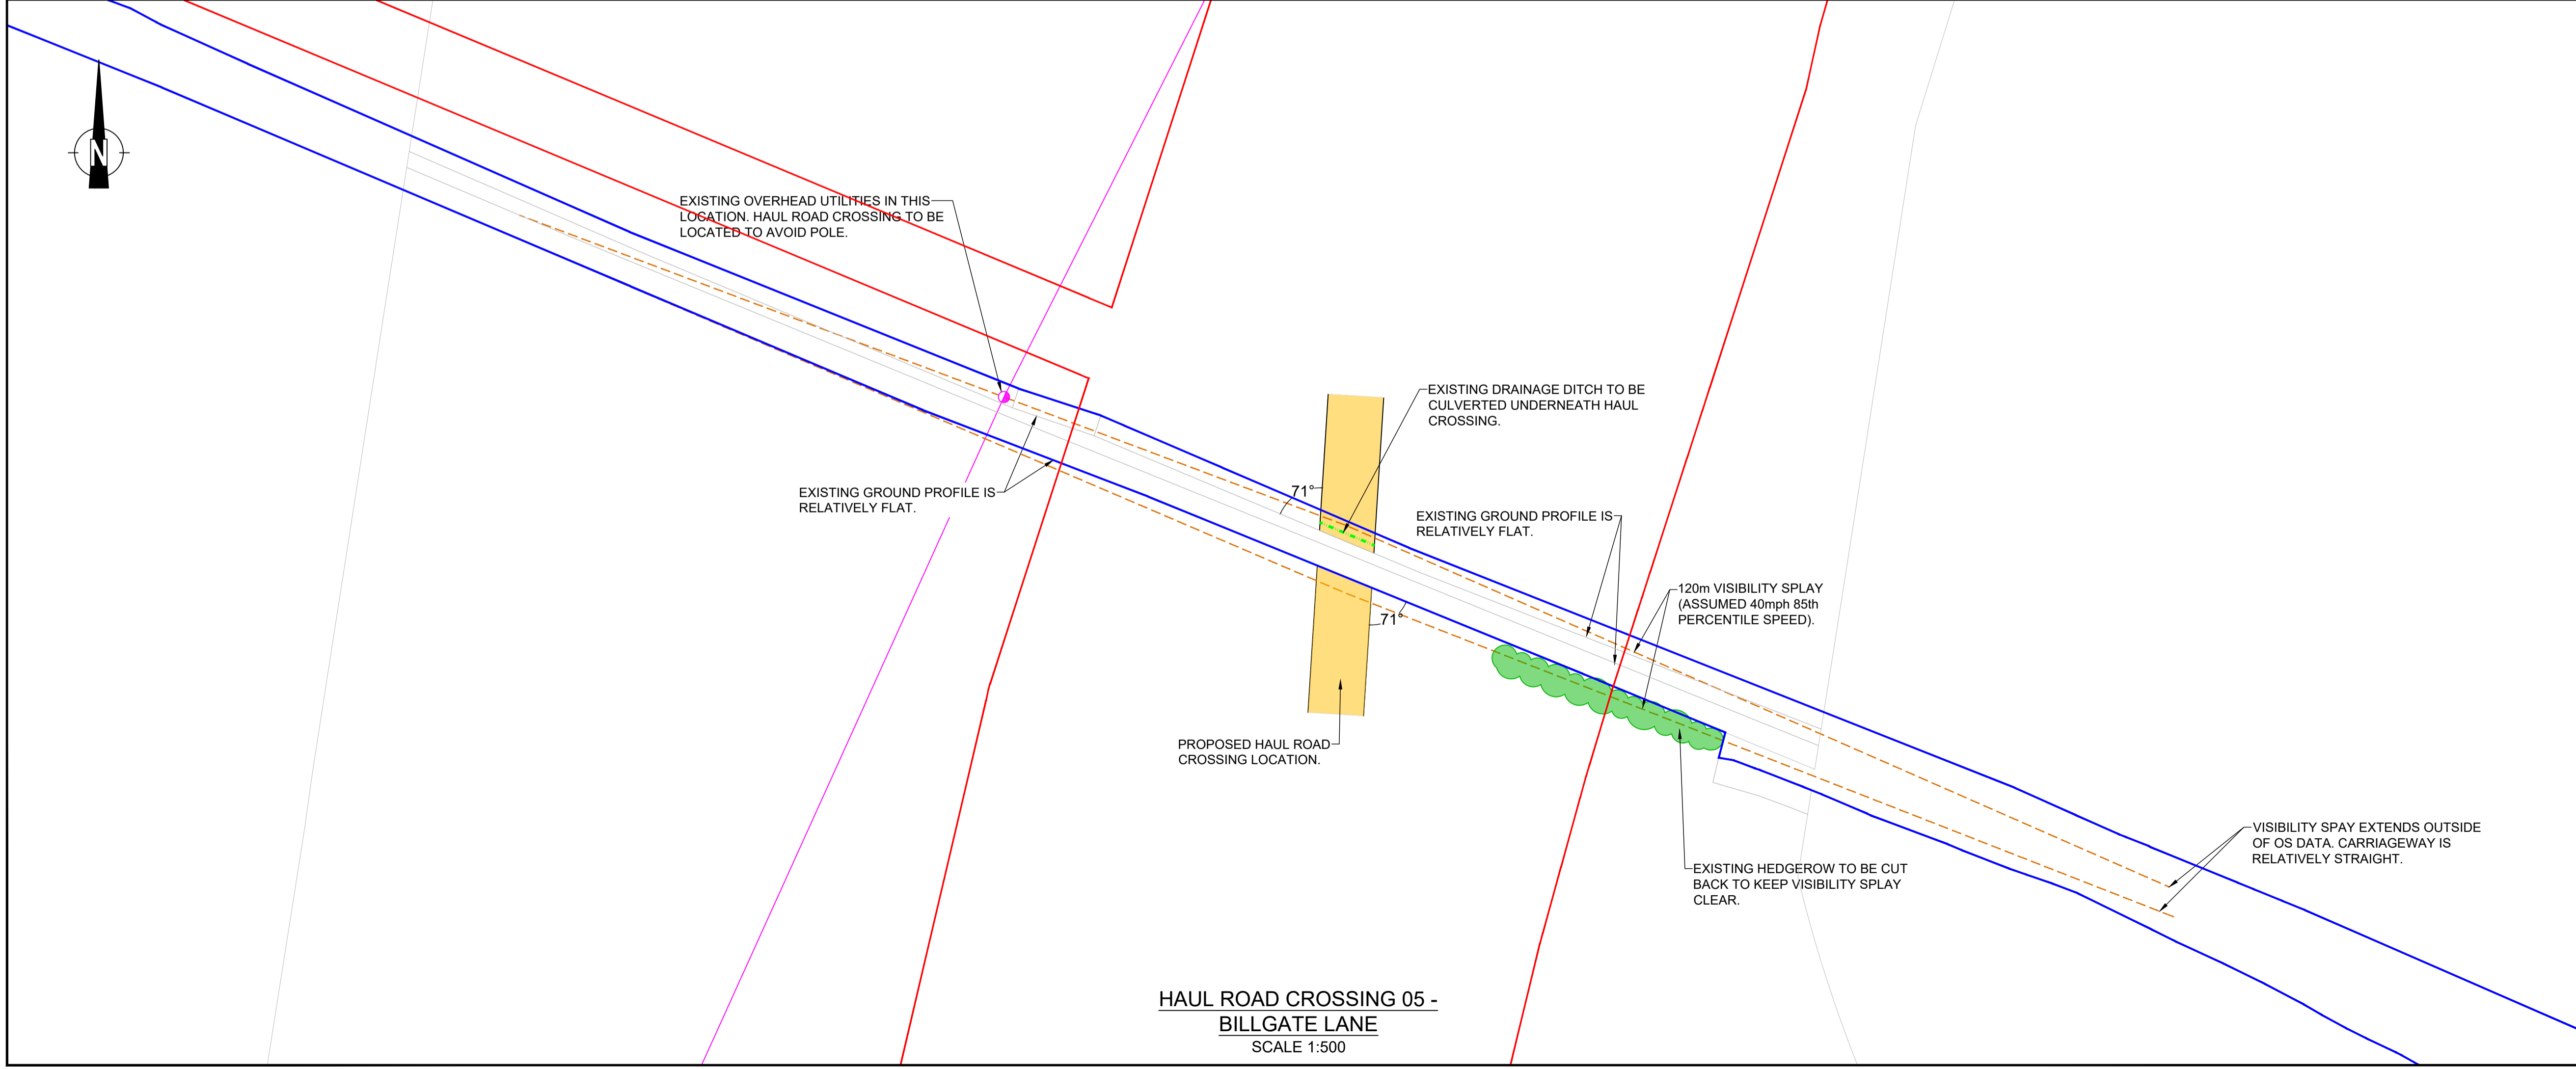 N
EXISTING OVERHEAD UTILITIES IN THIS
LOCATION. HAUL ROAD CROSSING TO BE
LOCATED TO AVOID POLE.
EXISTING DRAINAGE DITCH TO BE
CULVERTED UNDERNEATH HAUL
CROSSING.
71°
EXISTING GROUND PROFILE IS
RELATIVELY FLAT.
EXISTING GROUND PROFILE IS
RELATIVELY FLAT.
120m VISIBILITY SPLAY
(ASSUMED 40mph 85th
PERCENTILE SPEED).
71°
PROPOSED HAUL ROAD
CROSSING LOCATION.
VISIBILITY SPAY EXTENDS OUTSIDE
OF OS DATA. CARRIAGEWAY IS
RELATIVELY STRAIGHT.
EXISTING HEDGEROW TO BE CUT
BACK TO KEEP VISIBILITY SPLAY
CLEAR.
HAUL ROAD CROSSING 05 -
BILLGATE LANE
SCALE 1:500